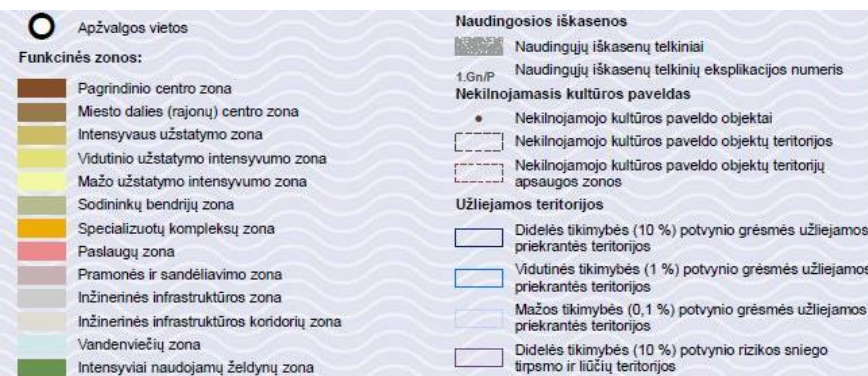 Apžvalgos vietos
Funkcinės zonos:
Pagrindinio centro zona
Miesto dalies (rajonų) centro zona
Intensyvaus užstatymo zona
Vidutinio užstatymo intensyvumo zona
Mažo užstatymo intensyvumo zona
Sodininkų bendrijų zona
Specializuotų kompleksų zona
Paslaugų zona
Pramonės ir sandėliavimo zona
Inžinerinės infrastruktūros zona
Inžinerinės infrastruktūros koridorių zona
Vandenviečių zona
Intensyviai naudojamų želdynų zona
Naudingosios iškasenos
Naudingųjų iškasenų telkiniai
1.Gn/P Naudingųjų iškasenų telkinių eksplikacijos numeris
Nekilnojamasis kultūros paveldas
Nekilnojamojo kultūros paveldo objektai
Nekilnojamojo kultūros paveldo objektų teritorijos
Nekilnojamojo kultūros paveldo objektų teritorijų
apsaugos zonos
Užliejamos teritorijos
Didelės tikimybės (10 %) potvynio grėsmės užliejamos
priekrantės teritorijos
Vidutinės tikimybės (1 %) potvynio grėsmės užliejamos
priekrantės teritorijos
Mažos tikimybės (0,1 %) potvynio grėsmės užliejamos
priekrantės teritorijos
Didelės tikimybės (10 %) potvynio rizikos sniego
tirpsmo ir liūčių teritorijos